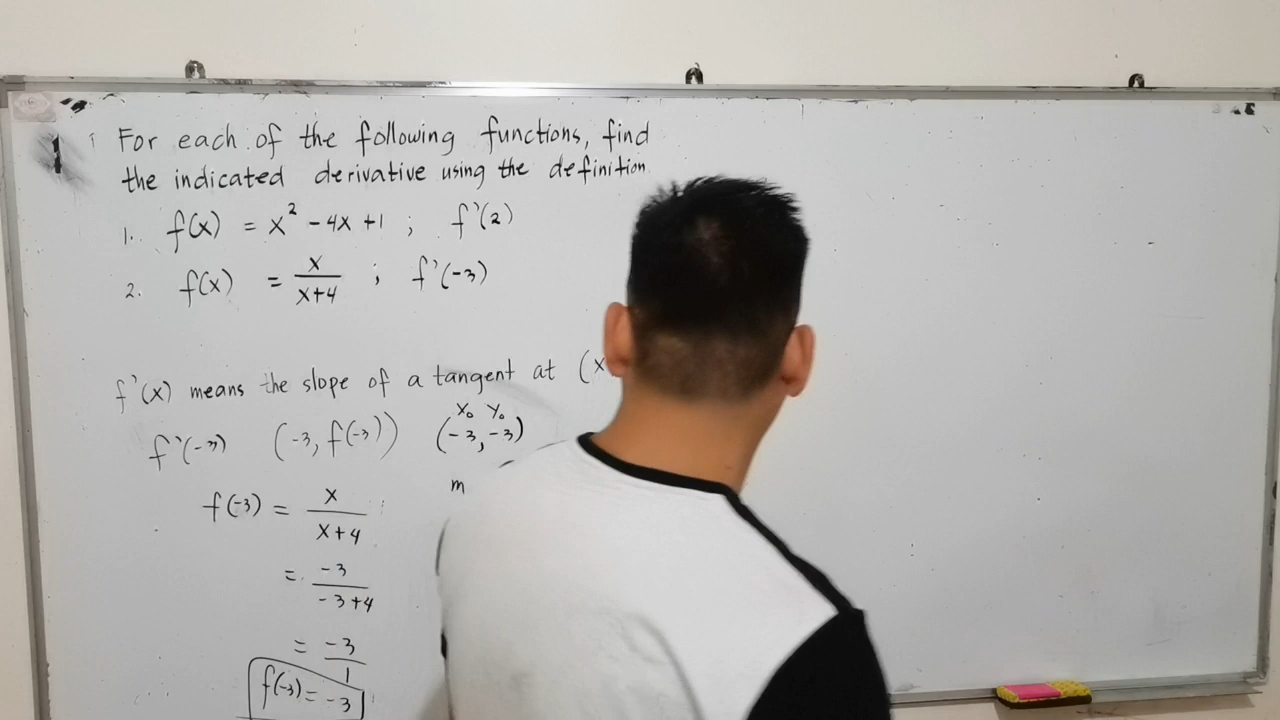 For each of the following functions, find
the indicated derivative using the definition.
1. f(x) = x² - 4x + 1 ; f'(2)
2. f(x) = x/(x+4) ; f'(-3)
f'(x) means the slope of a tangent at (x
f'(-3) (-3, f(-3)) (-3, -3)
x₀ y₀
m
f(-3) = x/(x+4)
= -3/(-3+4)
= -3/1
f(-3) = -3